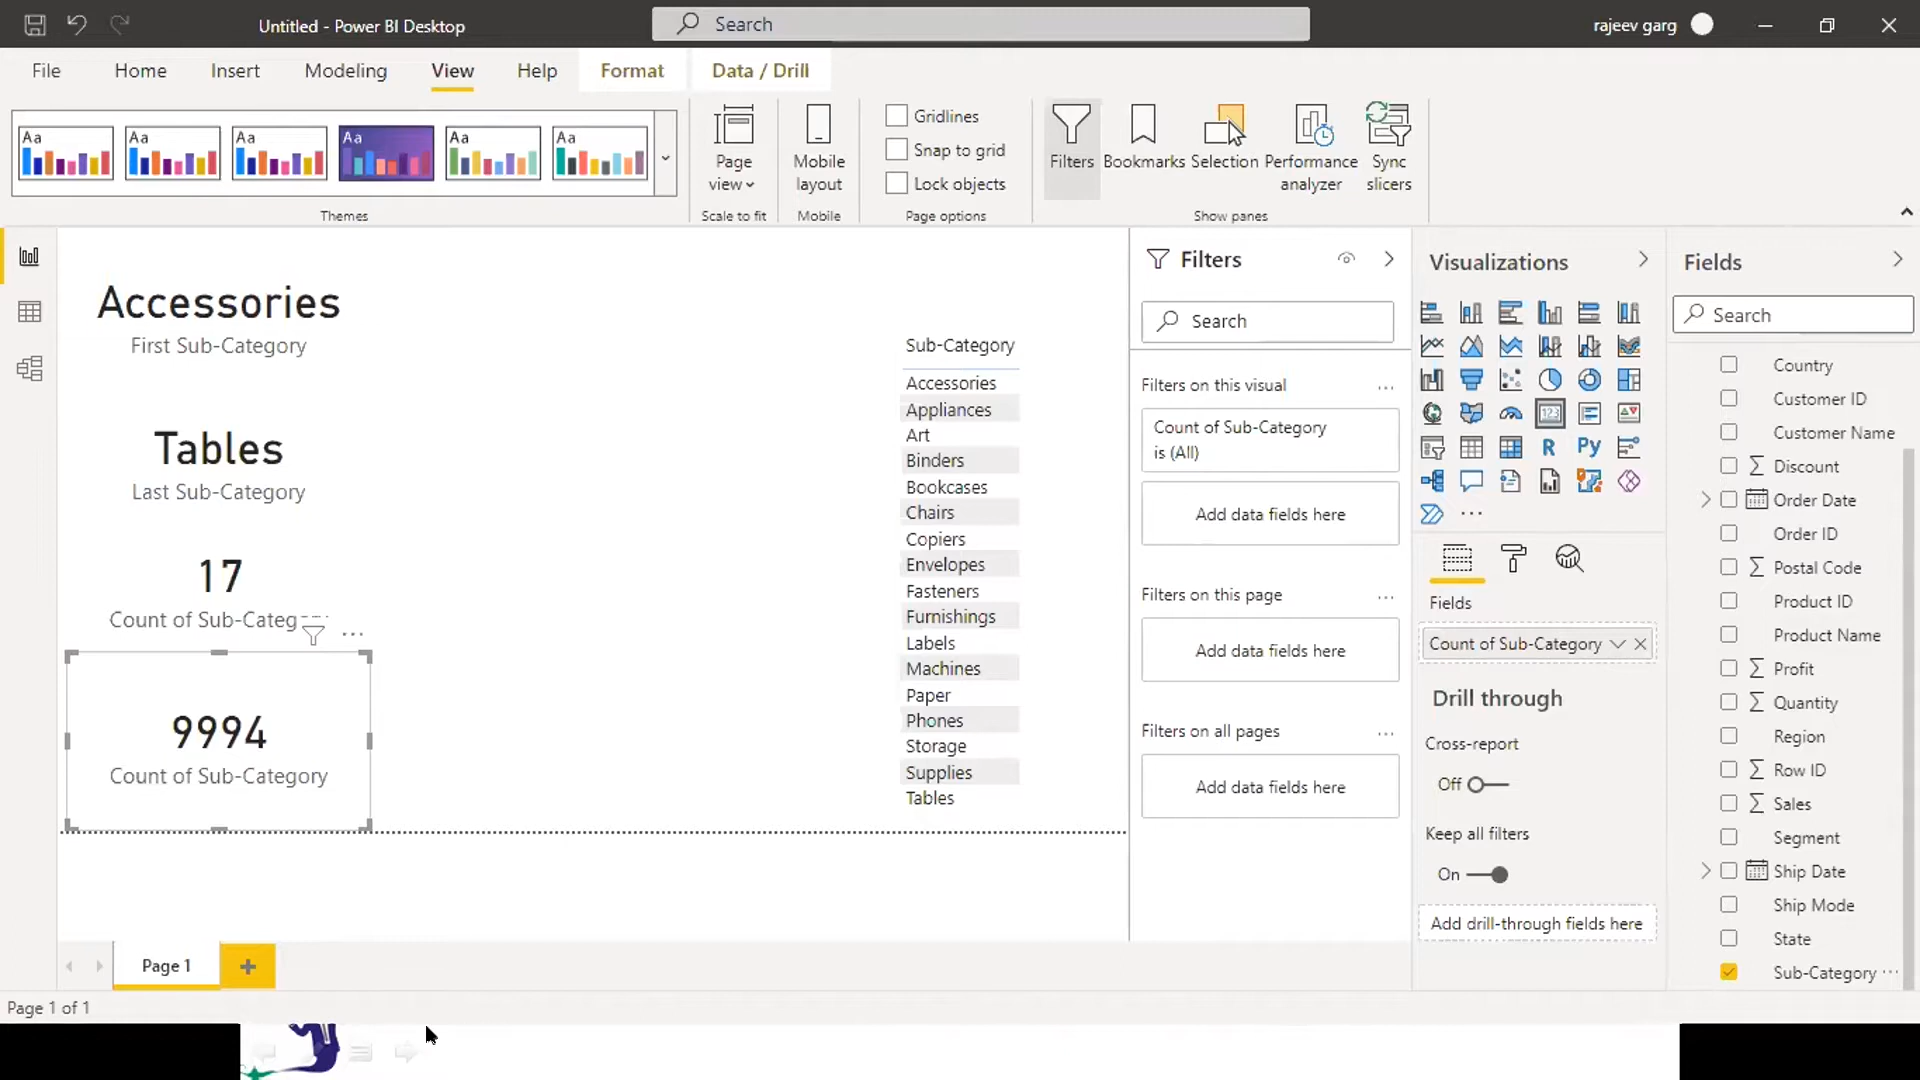 Untitled - Power BI Desktop
Search
rajeev garg
File
Home
Insert
Modeling
View
Help
Format
Data / Drill
Aa
Aa
Aa
Aa
Aa
Aa
Themes
Page
view
Scale to fit
Mobile
layout
Mobile
Gridlines
Snap to grid
Lock objects
Page options
Filters
Bookmarks
Selection
Performance
analyzer
Sync
slicers
Show panes
Accessories
First Sub-Category
Tables
Last Sub-Category
17
Count of Sub-Categ
9994
Count of Sub-Category
Sub-Category
Accessories
Appliances
Art
Binders
Bookcases
Chairs
Copiers
Envelopes
Fasteners
Furnishings
Labels
Machines
Paper
Phones
Storage
Supplies
Tables
Filters
Search
Filters on this visual
Count of Sub-Category
is (All)
Add data fields here
Filters on this page
Add data fields here
Filters on all pages
Add data fields here
Visualizations
123
R
Py
Fields
Count of Sub-Category
Drill through
Cross-report
Off
Keep all filters
On
Add drill-through fields here
Fields
Search
Country
Customer ID
Customer Name
Discount
Order Date
Order ID
Postal Code
Product ID
Product Name
Profit
Quantity
Region
Row ID
Sales
Segment
Ship Date
Ship Mode
State
Sub-Category
Page 1
Page 1 of 1